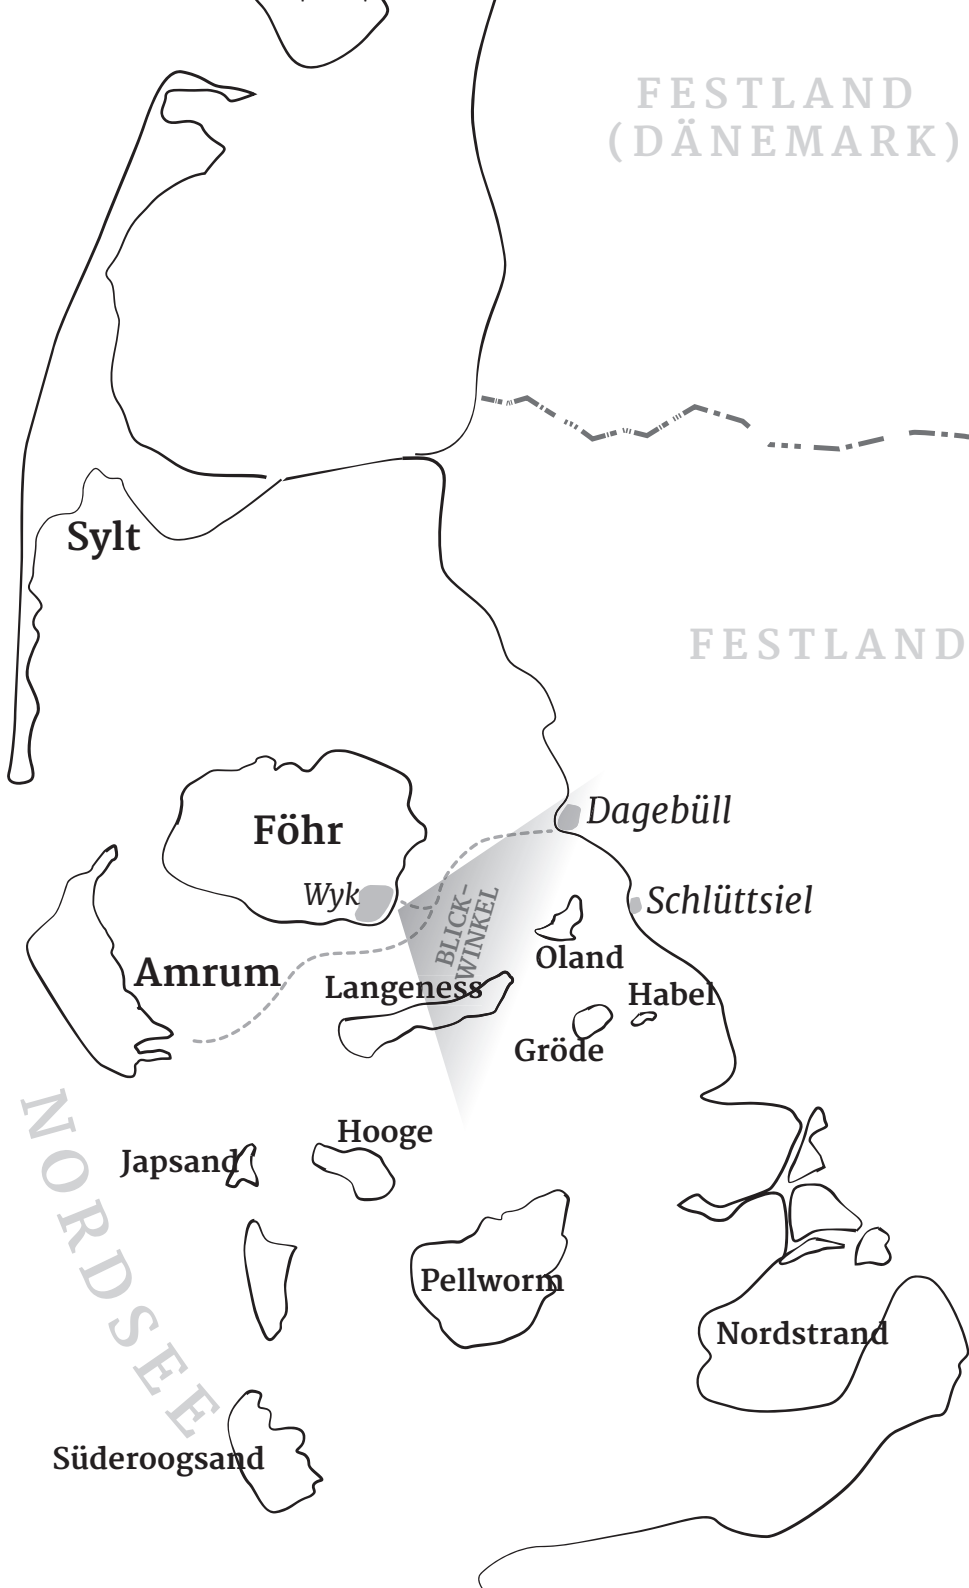 FESTLAND
(DÄNEMARK)
Sylt
FESTLAND
Dagebüll
Föhr
Wyk
Schlüttsiel
BLICK-
WINKEL
Oland
Amrum
Langeness
Habel
Gröde
NORDSEE
Hooge
Japsand
Pellworm
Nordstrand
Süderoogsand